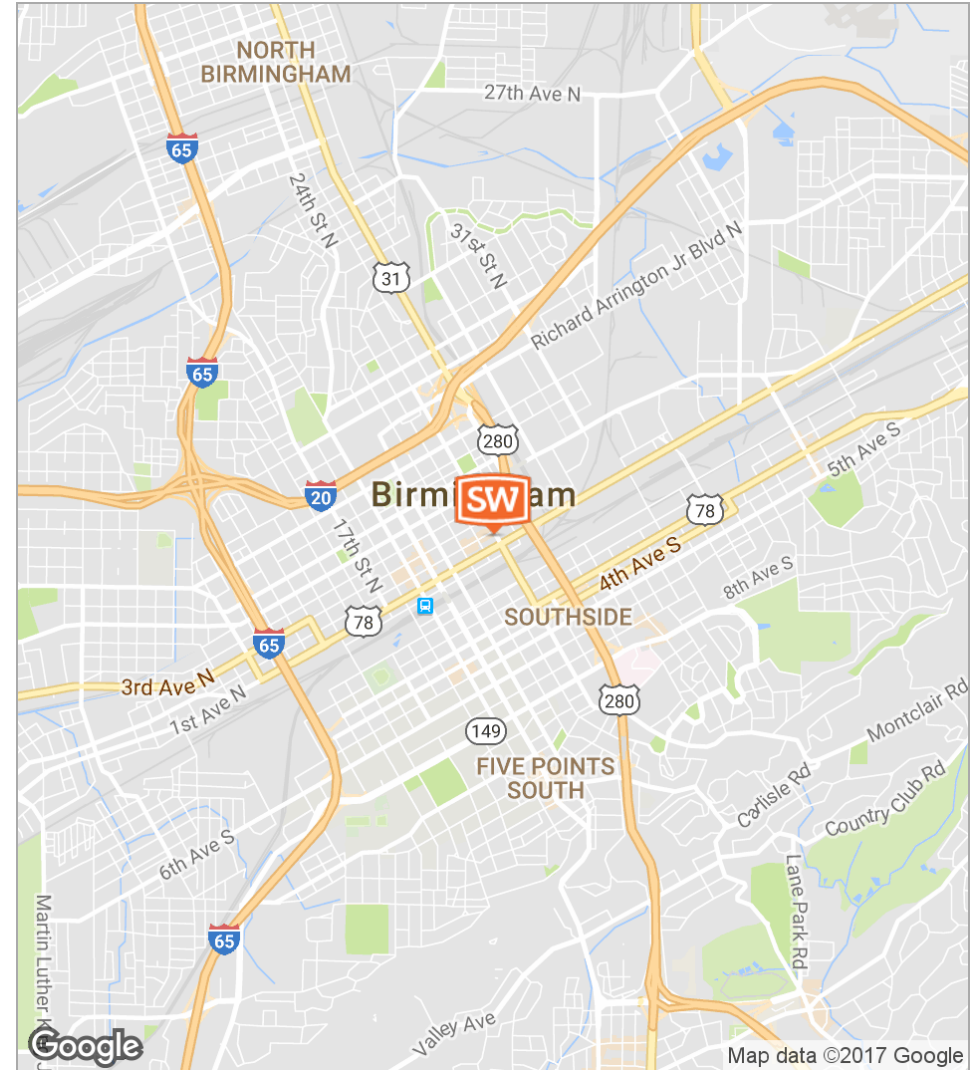 NORTH
BIRMINGHAM
27th Ave N
65
24th St N
31st St N
31
Richard Arrington Jr Blvd N
65
280
5th Ave S
Birmi
SW
am
20
78
17th St N
4th Ave S
8th Ave S
SOUTHSIDE
78
65
3rd Ave N
280
1st Ave N
149
Montclair Rd
FIVE POINTS
SOUTH
Carlisle Rd
Country Club Rd
6th Ave S
Lane Park Rd
Martin Luther
65
Valley Ave
Google
Map data ©2017 Google